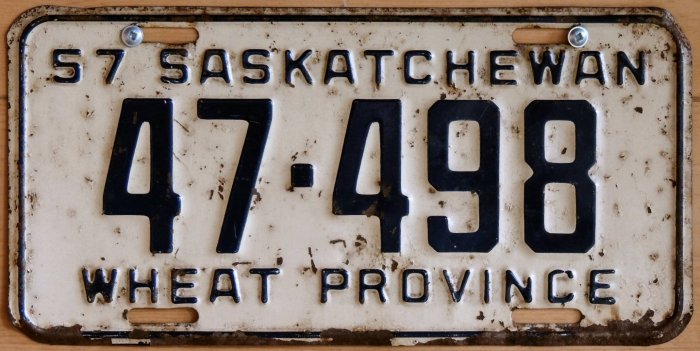 57 SASKATCHEWAN
47-498
WHEAT PROVINCE